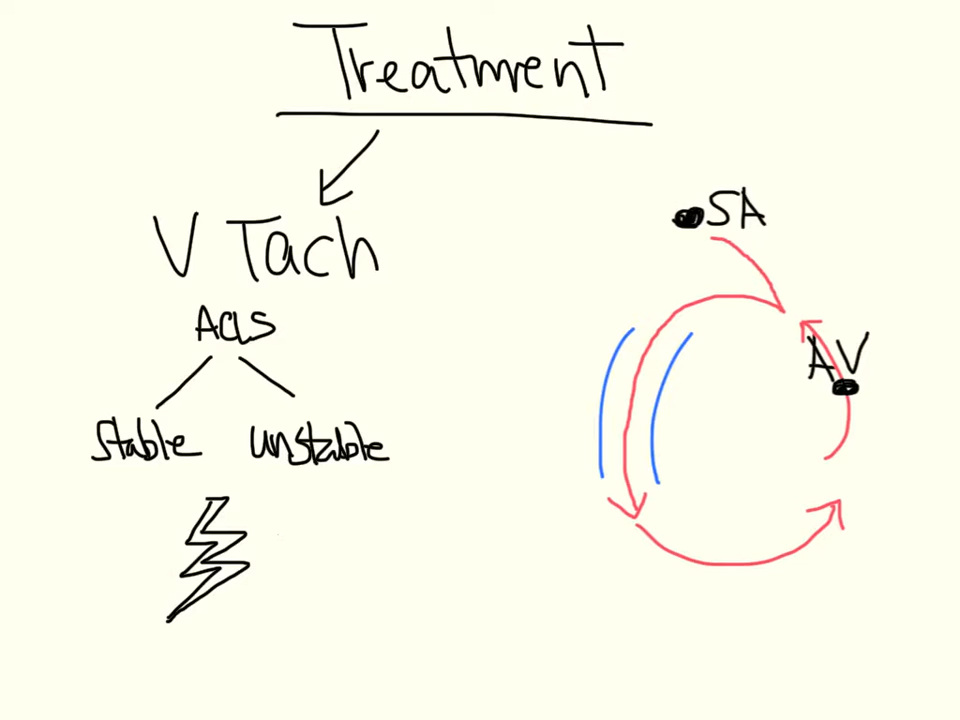 Treatment
V Tach
ACLS
Stable unstable
SA
AV